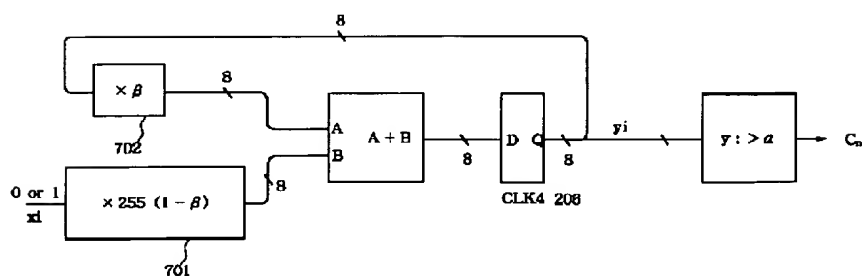 8
× β
8
702
A
B
A + B
8
D Q
8
yi
y : > α
Cn
CLK4 206
0 or 1
xi
× 255 (1 - β)
8
701